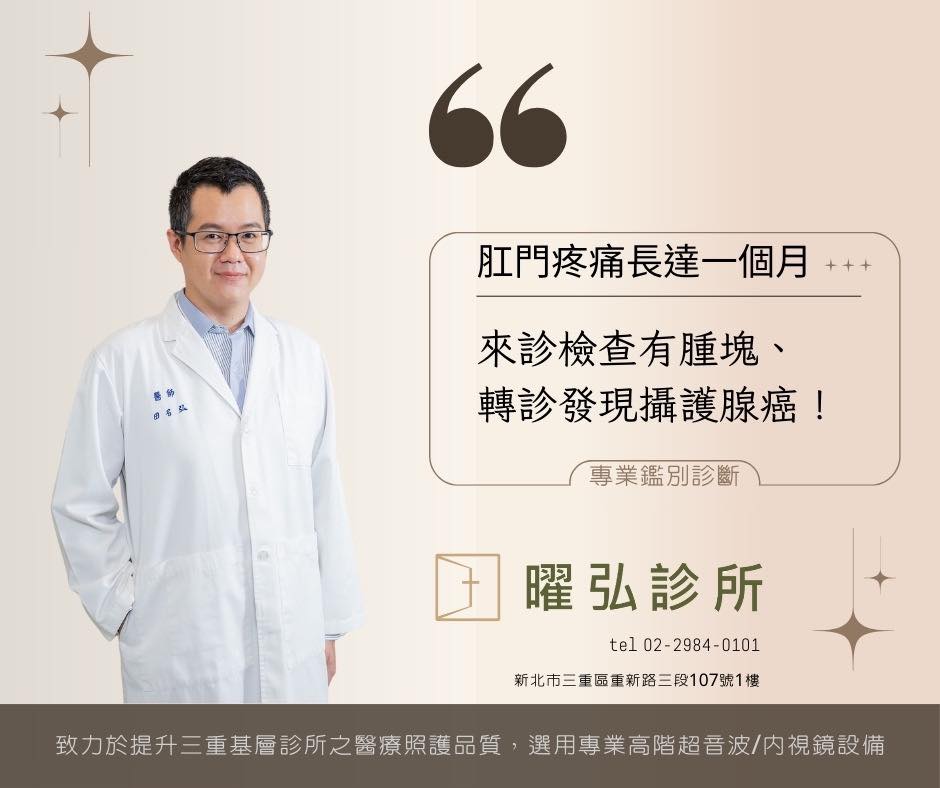 醫師
田名弘
肛門疼痛長達一個月
來診檢查有腫塊、
轉診發現攝護腺癌！
專業鑑別診斷
曜弘診所
tel 02-2984-0101
新北市三重區重新路三段107號1樓
致力於提升三重基層診所之醫療照護品質，選用專業高階超音波/內視鏡設備